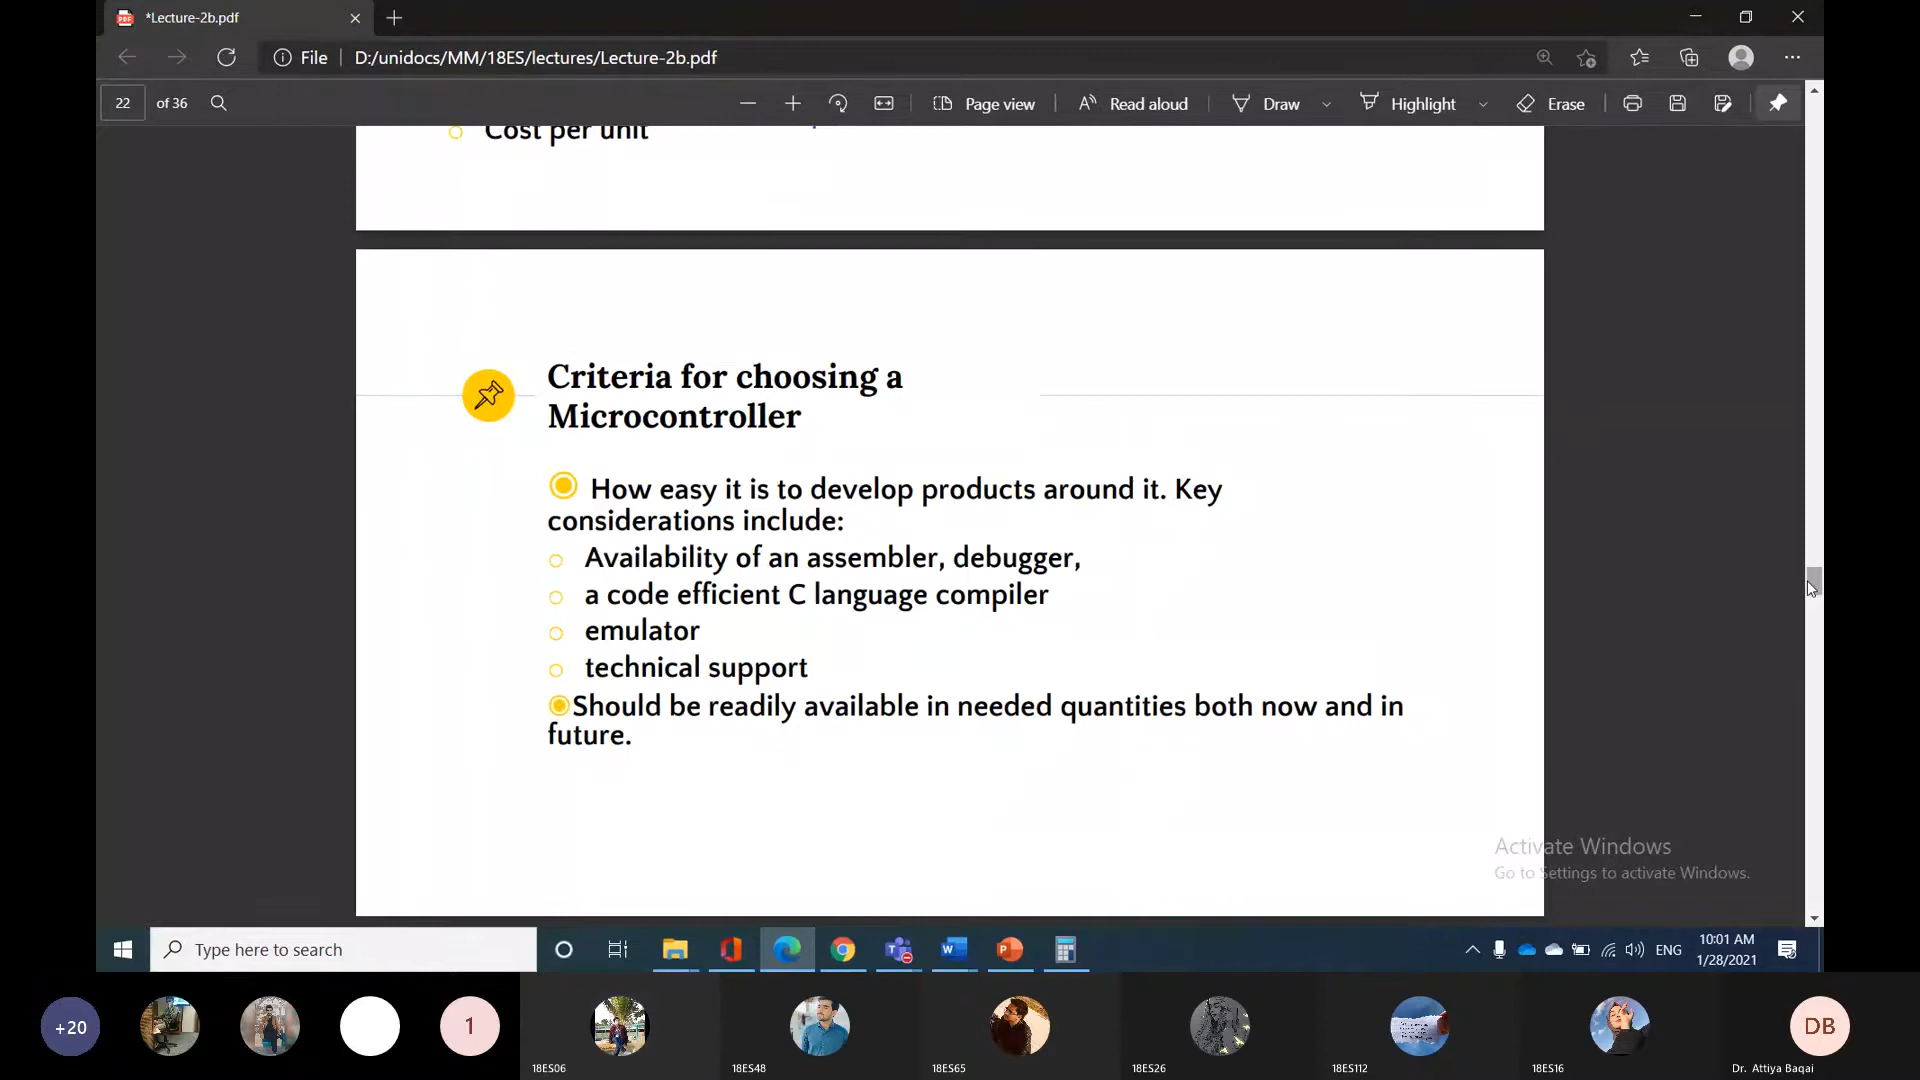 *Lecture-2b.pdf
File D:/unidocs/MM/18ES/lectures/Lecture-2b.pdf
22 of 36 Page view Read aloud Draw Highlight Erase
Cost per unit
Criteria for choosing a
Microcontroller
How easy it is to develop products around it. Key
considerations include:
Availability of an assembler, debugger,
a code efficient C language compiler
emulator
technical support
Should be readily available in needed quantities both now and in
future.
Activate Windows
Go to Settings to activate Windows.
Type here to search
ENG
10:01 AM
1/28/2021
+20
1
DB
18ES06 18ES48 18ES65 18ES26 18ES112 18ES16 Dr. Attiya Baqai